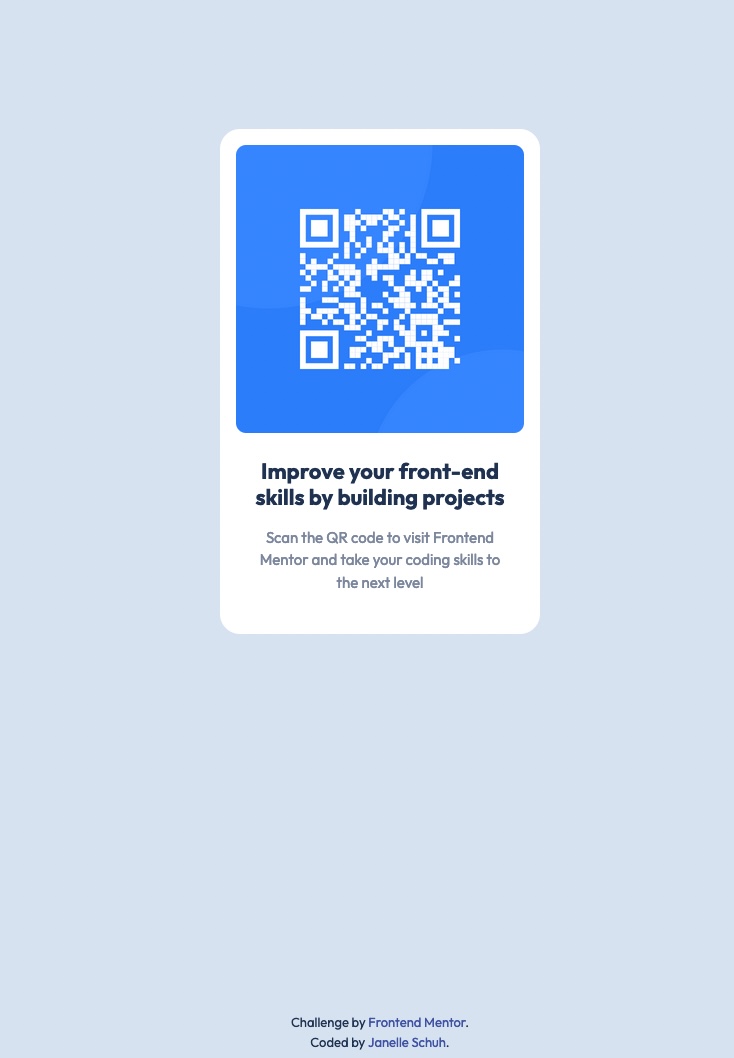 Improve your front-end
skills by building projects
Scan the QR code to visit Frontend
Mentor and take your coding skills to
the next level
Challenge by Frontend Mentor.
Coded by Janelle Schuh.